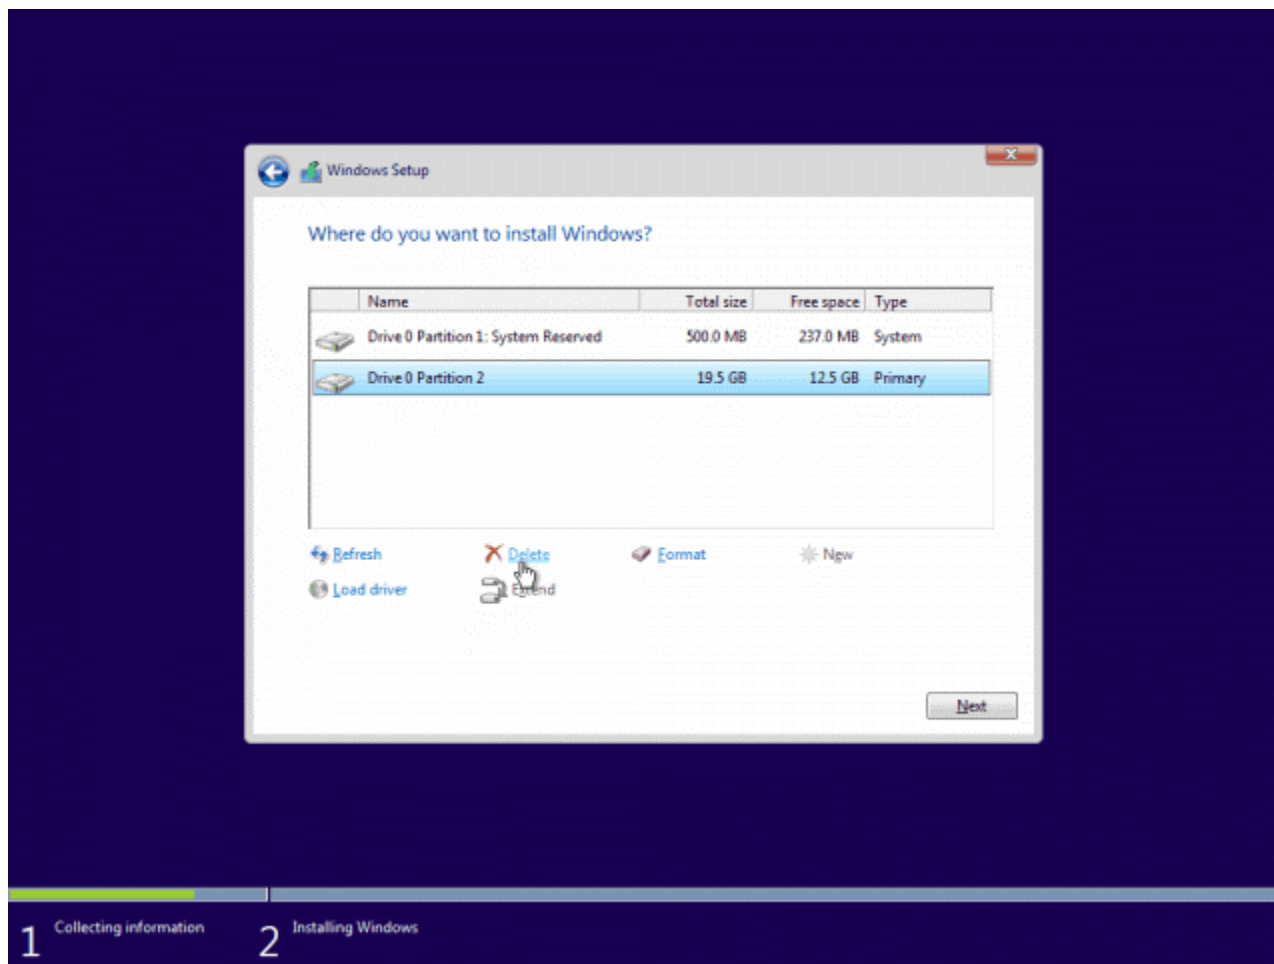 Windows Setup
Where do you want to install Windows?
Name Total size Free space Type
Drive 0 Partition 1: System Reserved 500.0 MB 237.0 MB System
Drive 0 Partition 2 19.5 GB 12.5 GB Primary
Refresh Delete Format New
Load driver Extend
Next
1 Collecting information 2 Installing Windows